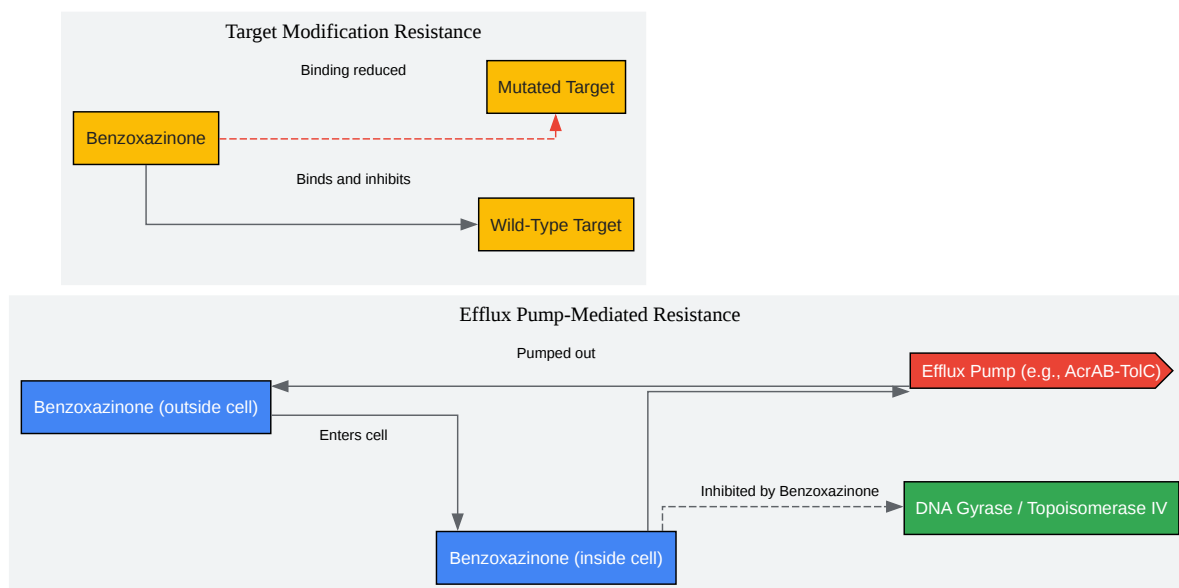 Target Modification Resistance
Binding reduced
Mutated Target
Benzoxazinone
Binds and inhibits
Wild-Type Target
Efflux Pump-Mediated Resistance
Pumped out
Efflux Pump (e.g., AcrAB-TolC)
Benzoxazinone (outside cell)
Enters cell
Inhibited by Benzoxazinone
DNA Gyrase / Topoisomerase IV
Benzoxazinone (inside cell)